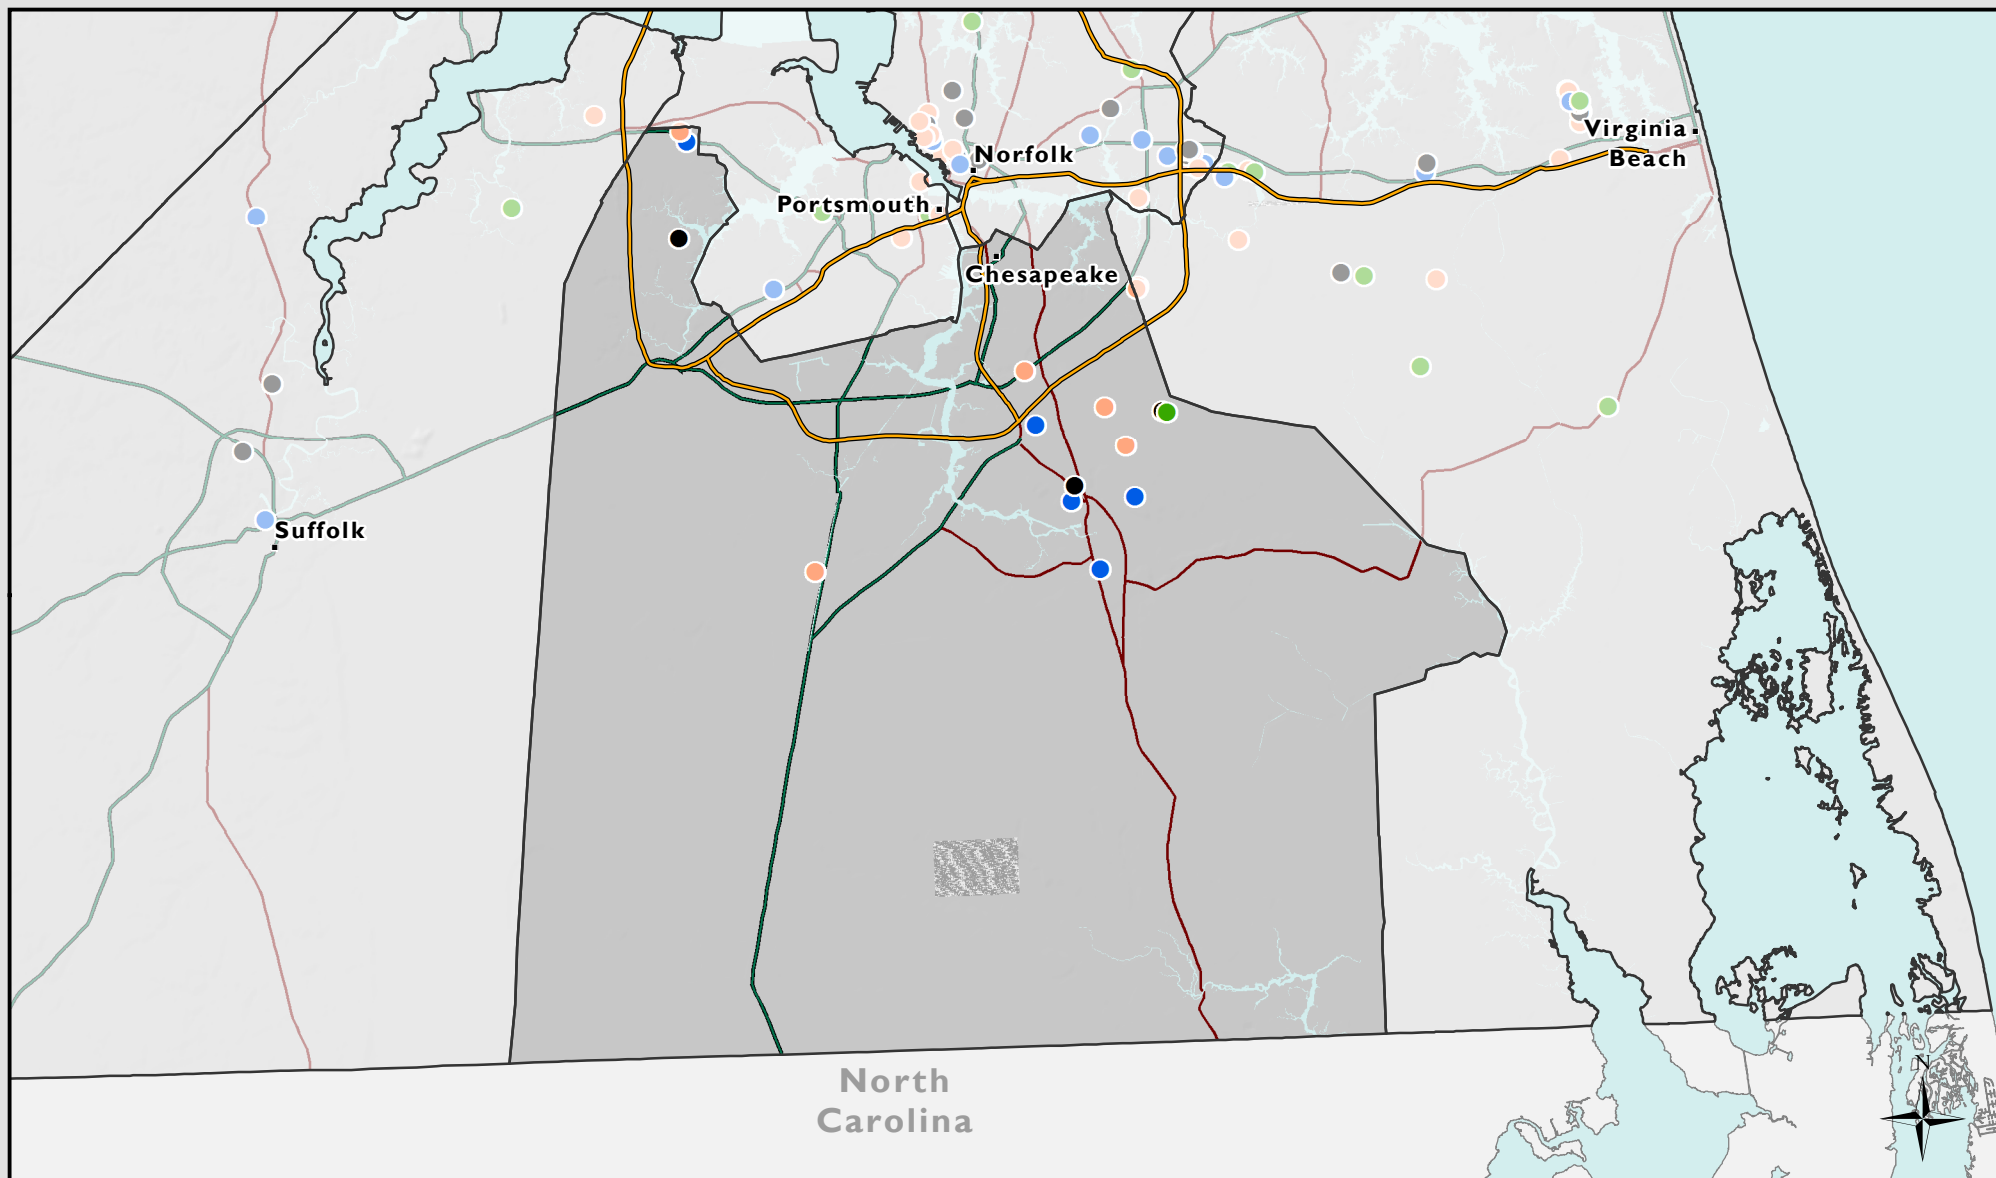 Virginia
Beach
Norfolk
Portsmouth
Chesapeake
Suffolk
North
Carolina
N